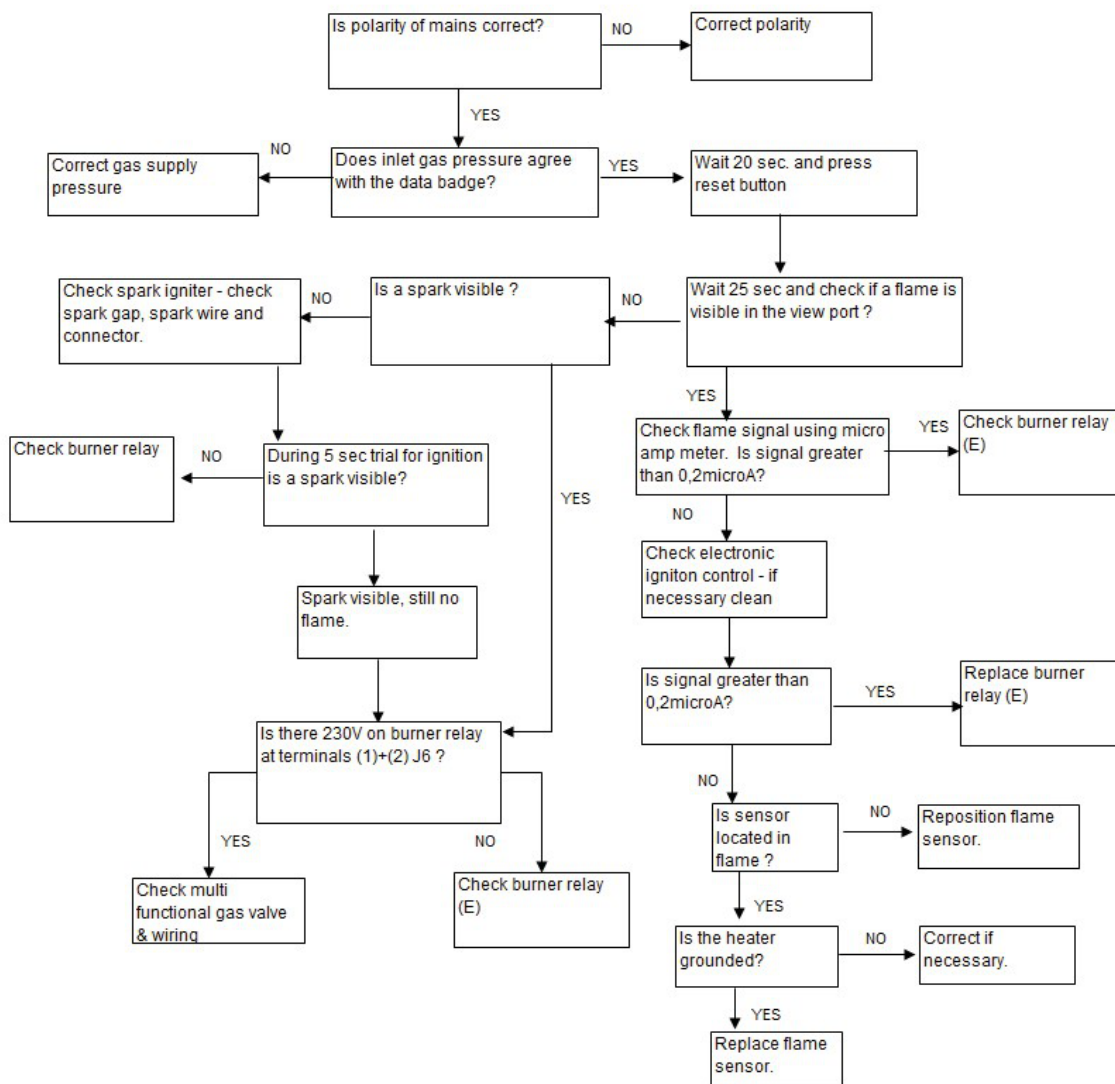 Is polarity of mains correct?
NO
Correct polarity
YES
Correct gas supply
pressure
NO
Does inlet gas pressure agree
with the data badge?
YES
Wait 20 sec. and press
reset button
Check spark igniter - check
spark gap, spark wire and
connector.
NO
Is a spark visible ?
NO
Wait 25 sec and check if a flame is
visible in the view port ?
YES
Check burner relay
NO
During 5 sec trial for ignition
is a spark visible?
YES
Check flame signal using micro
amp meter.  Is signal greater
than 0,2microA?
YES
Check burner relay
(E)
NO
Spark visible, still no
flame.
Check electronic
igniton control - if
necessary clean
Is there 230V on burner relay
at terminals (1)+(2) J6 ?
Is signal greater than
0,2microA?
YES
Replace burner
relay (E)
YES
NO
NO
Check multi
functional gas valve
& wiring
Check burner relay
(E)
Is sensor
located in
flame ?
NO
Reposition flame
sensor.
YES
Is the heater
grounded?
NO
Correct if
necessary.
YES
Replace flame
sensor.